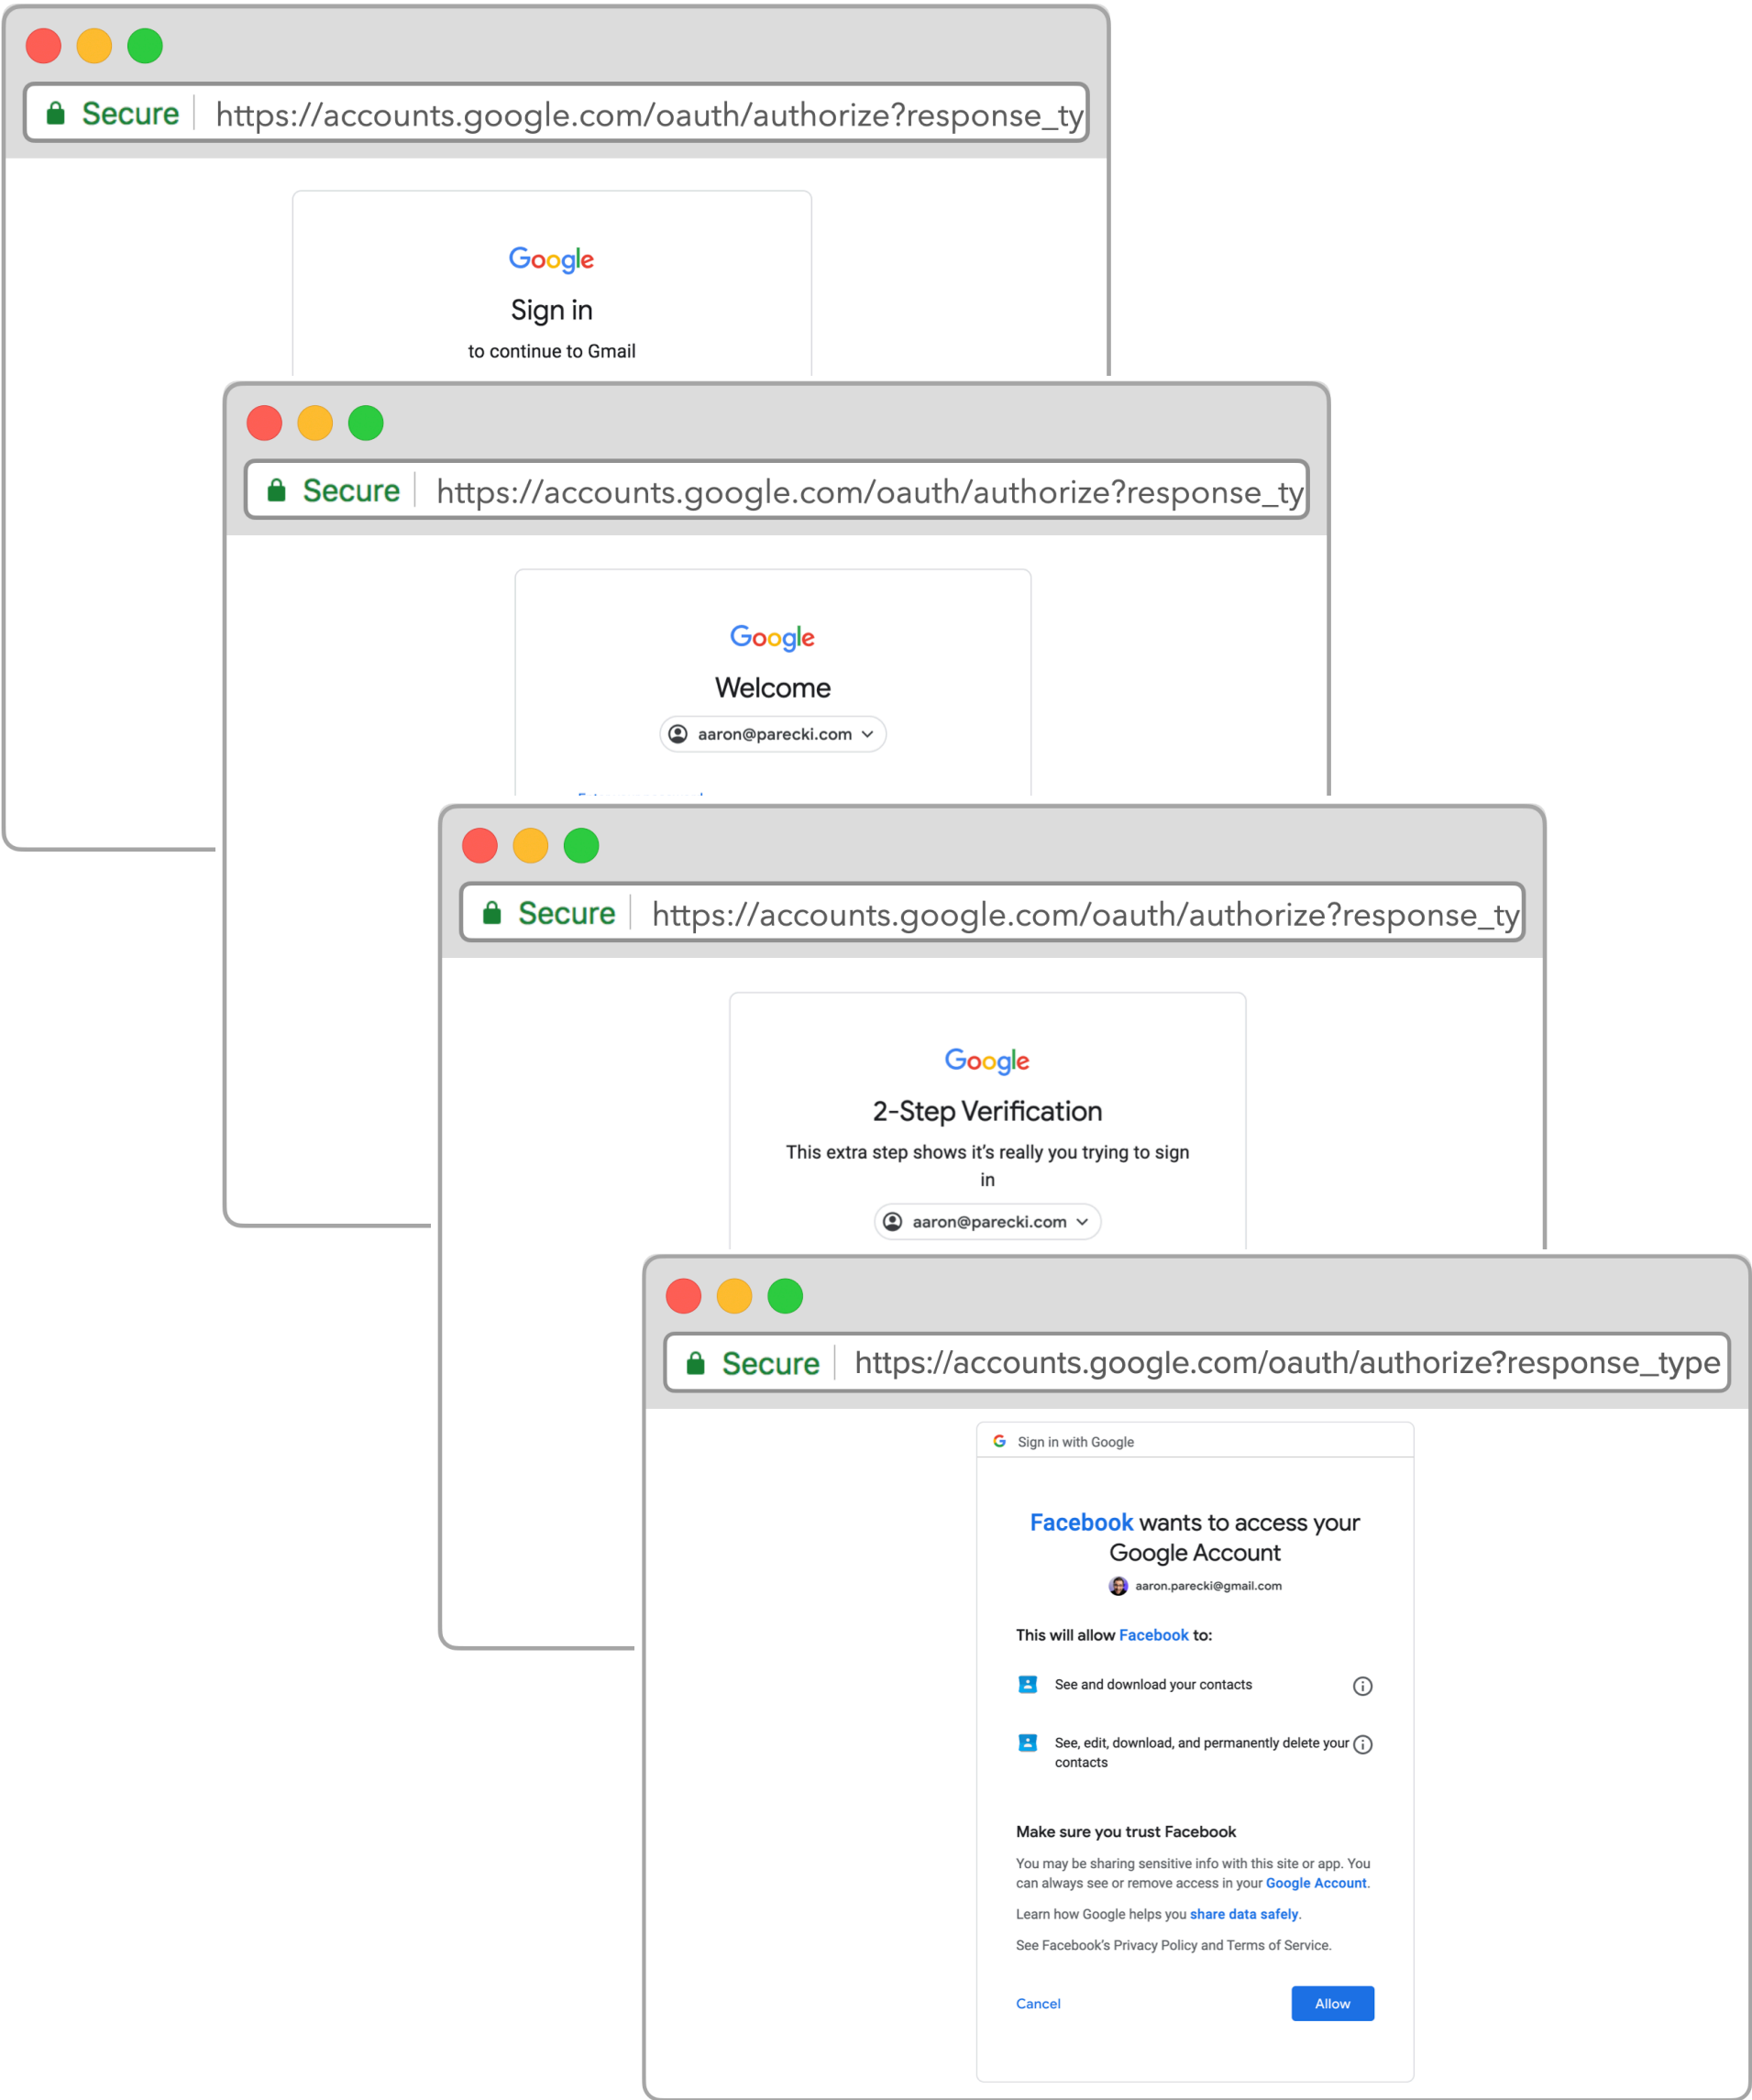 Secure https://accounts.google.com/oauth/authorize?response_ty
Google
Sign in
to continue to Gmail
Secure https://accounts.google.com/oauth/authorize?response_ty
Google
Welcome
aaron@parecki.com
Secure https://accounts.google.com/oauth/authorize?response_ty
Google
2-Step Verification
This extra step shows it’s really you trying to sign
in
aaron@parecki.com
Secure https://accounts.google.com/oauth/authorize?response_type
G Sign in with Google
Facebook wants to access your
Google Account
aaron.parecki@gmail.com
This will allow Facebook to:
See and download your contacts
See, edit, download, and permanently delete your
contacts
Make sure you trust Facebook
You may be sharing sensitive info with this site or app. You
can always see or remove access in your Google Account.
Learn how Google helps you share data safely.
See Facebook’s Privacy Policy and Terms of Service.
Cancel Allow